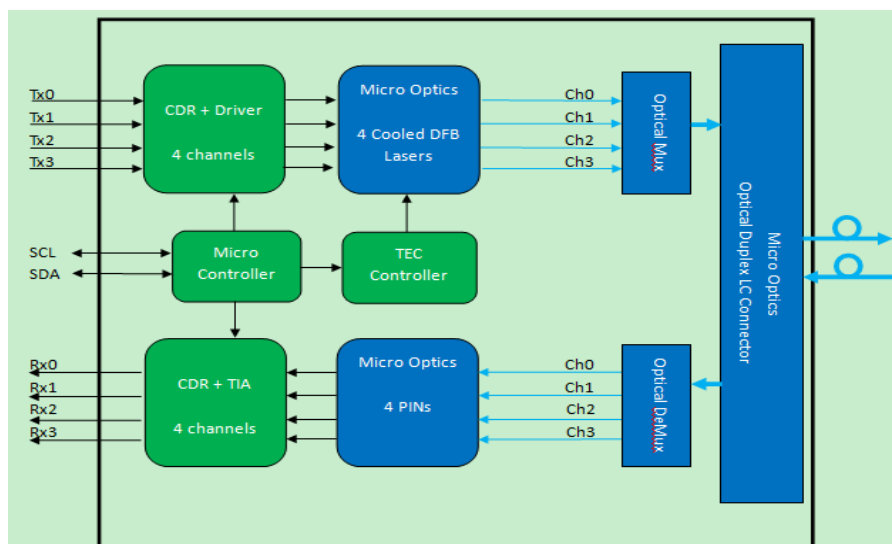 Tx0
Tx1
Tx2
Tx3
CDR + Driver
4 channels
Micro Optics
4 Cooled DFB
Lasers
Ch0
Ch1
Ch2
Ch3
Optical Mux
Micro Optics
Optical Duplex LC Connector
SCL
SDA
Micro
Controller
TEC
Controller
Rx0
Rx1
Rx2
Rx3
CDR + TIA
4 channels
Micro Optics
4 PINs
Ch0
Ch1
Ch2
Ch3
Optical DeMux